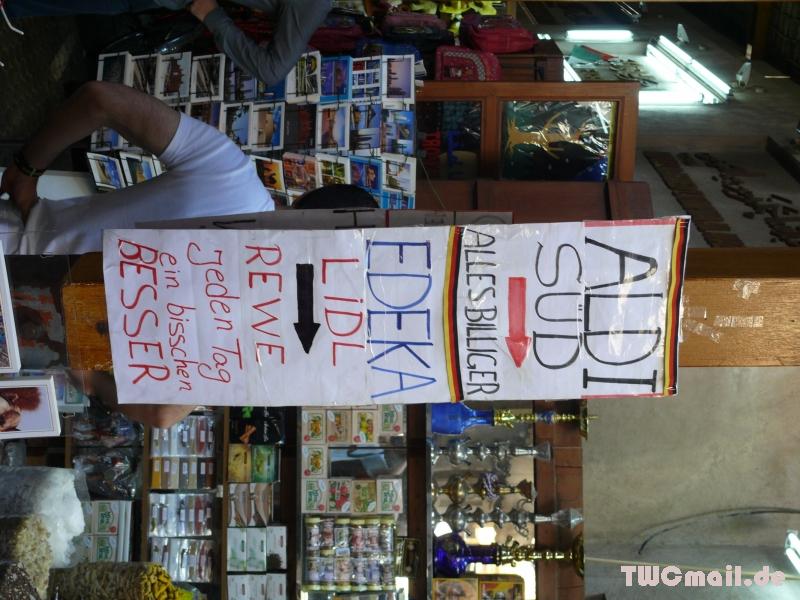 ALDI
SÜD
ALLES BILLIGER
EDEKA
LiDL
REWE
Jeden Tag
ein bisschen
BESSER
TWCmail.de